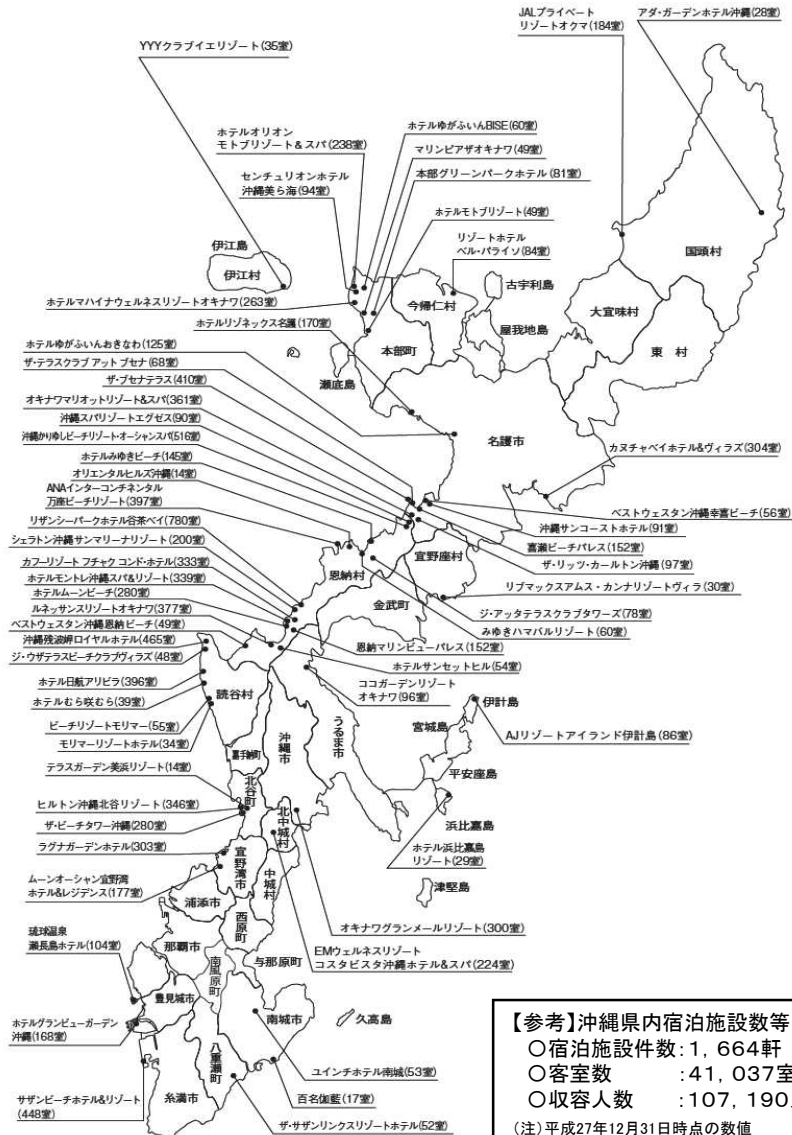 JALプライベート
リゾートオクマ(184室)
アダ・ガーデンホテル沖縄(28室)
YYYクラブイエリゾート(35室)
ホテルオリオン
モトブリゾート&スパ(238室)
ホテルゆがふいんBISE(60室)
マリンピアザオキナワ(49室)
本部グリーンパークホテル(81室)
センチュリオンホテル
沖縄美ら海(94室)
ホテルモトブリゾート(49室)
リゾートホテル
ベル・パライソ(84室)
伊江島
伊江村
国頭村
古宇利島
今帰仁村
大宜味村
ホテルマハイナウェルネスリゾートオキナワ(263室)
ホテルリゾネックス名護(170室)
屋我地島
東 村
本部町
瀬底島
ホテルゆがふいんおきなわ(125室)
ザ・テラスクラブ アット ブセナ(68室)
ザ・ブセナテラス(410室)
オキナワマリオットリゾート&スパ(361室)
沖縄スパリゾートエグゼス(90室)
沖縄かりゆしビーチリゾート・オーシャンスパ(516室)
ホテルみゆきビーチ(145室)
オリエンタルヒルズ沖縄(14室)
ANAインターコンチネンタル
万座ビーチリゾート(397室)
リザンシーパークホテル谷茶ベイ(780室)
シェラトン沖縄サンマリーナリゾート(200室)
カフーリゾート フチャク コンド・ホテル(333室)
ホテルモントレ沖縄スパ&リゾート(339室)
ホテルムーンビーチ(280室)
ルネッサンスリゾートオキナワ(377室)
ベストウェスタン沖縄恩納ビーチ(49室)
沖縄残波岬ロイヤルホテル(465室)
ジ・ウザテラスビーチクラブヴィラズ(48室)
ホテル日航アリビラ(396室)
ホテルむら咲むら(39室)
ビーチリゾートモリマー(55室)
モリマーリゾートホテル(34室)
テラスガーデン美浜リゾート(14室)
ヒルトン沖縄北谷リゾート(346室)
ザ・ビーチタワー沖縄(280室)
ラグナガーデンホテル(303室)
ムーンオーシャン宜野湾
ホテル&レジデンス(177室)
名護市
カヌチャベイホテル&ヴィラズ(304室)
ベストウェスタン沖縄幸喜ビーチ(56室)
沖縄サンコーストホテル(91室)
喜瀬ビーチパレス(152室)
ザ・リッツ・カールトン沖縄(97室)
宜野座村
恩納村
金武町
リブマックスアムス・カンナリゾートヴィラ(30室)
ジ・アッタテラスクラブタワーズ(78室)
みゆきハマバルリゾート(60室)
恩納マリンビューパレス(152室)
ホテルサンセットヒル(54室)
ココガーデンリゾート
オキナワ(96室)
読谷村
嘉手納町
沖縄市
うるま市
北谷町
北中城村
宜野湾市
中城村
宮城島
伊計島
AJリゾートアイランド伊計島(86室)
平安座島
浜比嘉島
ホテル浜比嘉島
リゾート(29室)
津堅島
浦添市
西原町
オキナワグランメールリゾート(300室)
EMウェルネスリゾート
コスタビスタ沖縄ホテル&スパ(224室)
那覇市
南風原町
与那原町
琉球温泉
瀬長島ホテル(104室)
豊見城市
南城市
久高島
ホテルグランビューガーデン
沖縄(168室)
八重瀬町
糸満市
ユインチホテル南城(53室)
サザンビーチホテル&リゾート
(448室)
百名伽藍(17室)
ザ・サザンリンクスリゾートホテル(52室)
【参考】沖縄県内宿泊施設数等
○宿泊施設件数:1,664軒
○客室数 :41,037室
○収容人数 :107,190
(注)平成27年12月31日時点の数値